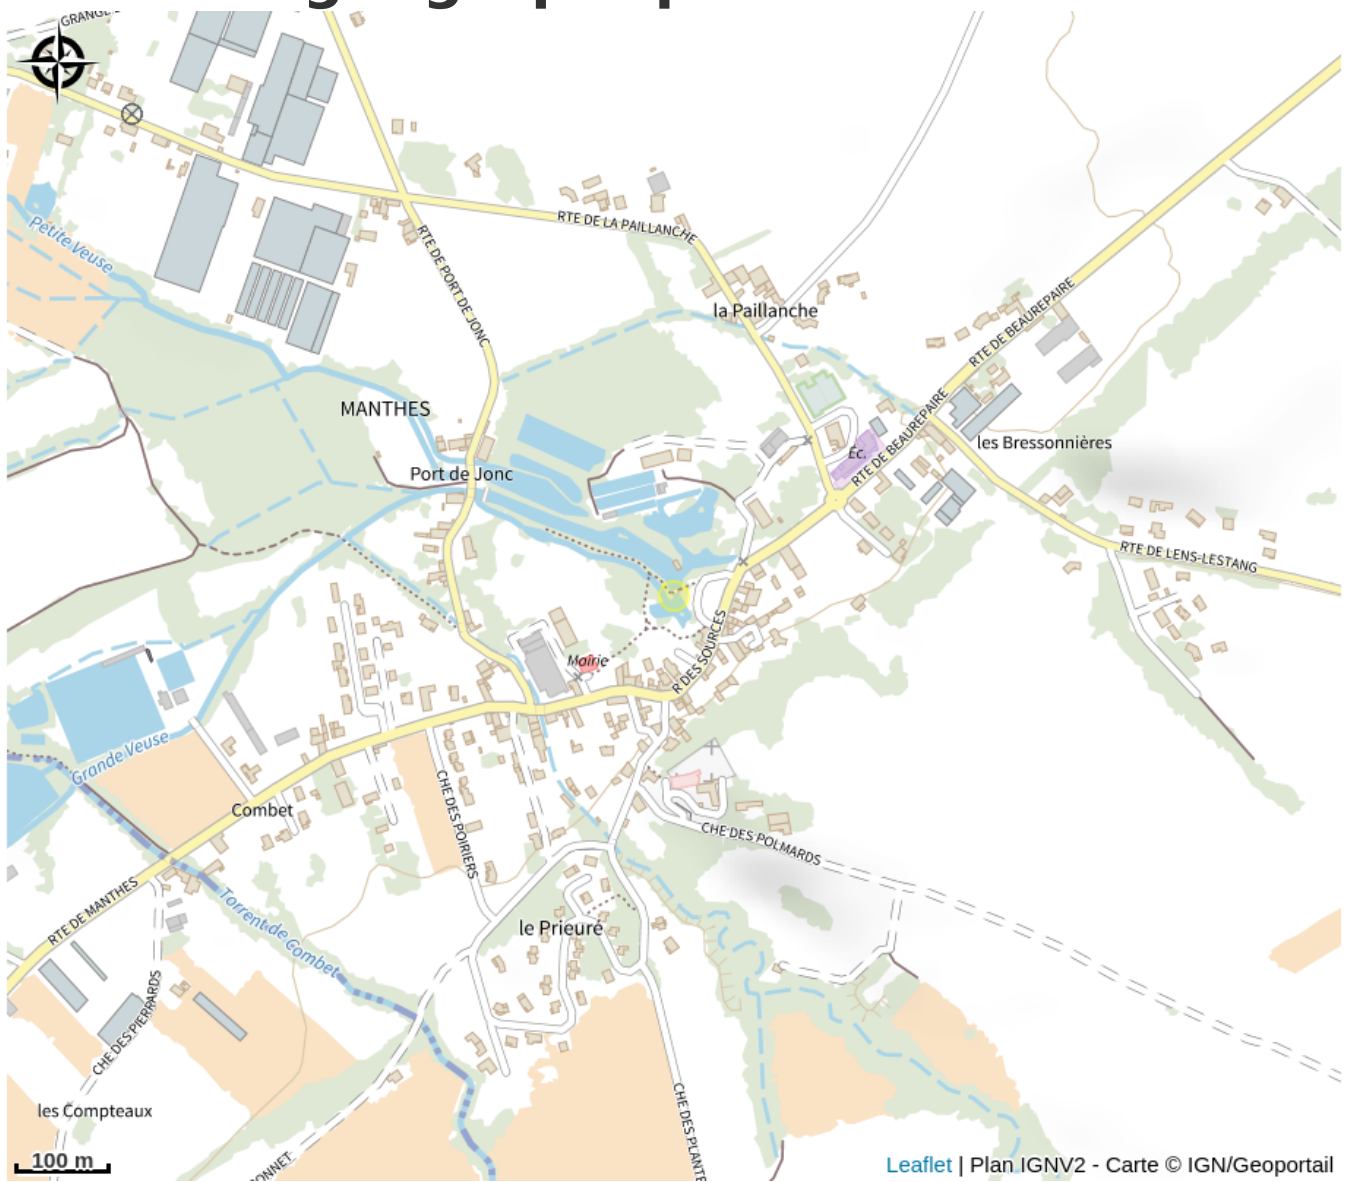 Petite Veuse
RTE DE PORT DE JONC
RTE DE LA PAILLANCHE
la Paillanche
RTE DE BEAUREPAIRE
RTE DE BEAUREPAIRE
MANTHES
les Bressonnières
Éc.
Port de Jonc
RTE DE LENS-LESTANG
Mairie
R DES SOURCES
Grande Veuse
Combet
CHE DES POIRIERS
CHE DES POLMARDS
RTE DE MANTHES
Torrent de Combet
le Prieuré
CHE DES PIERRARDS
les Compteaux
CHE DES PLANTE
100 m
Leaflet | Plan IGNV2 - Carte © IGN/Geoportail